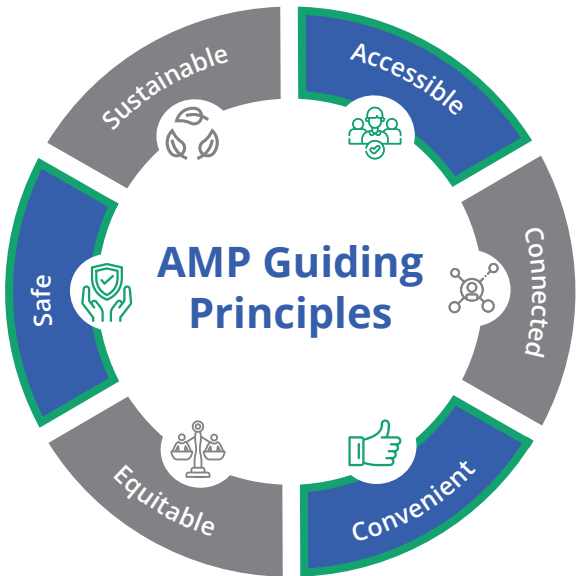 AMP Guiding
Principles
Accessible
Connected
Convenient
Equitable
Safe
Sustainable